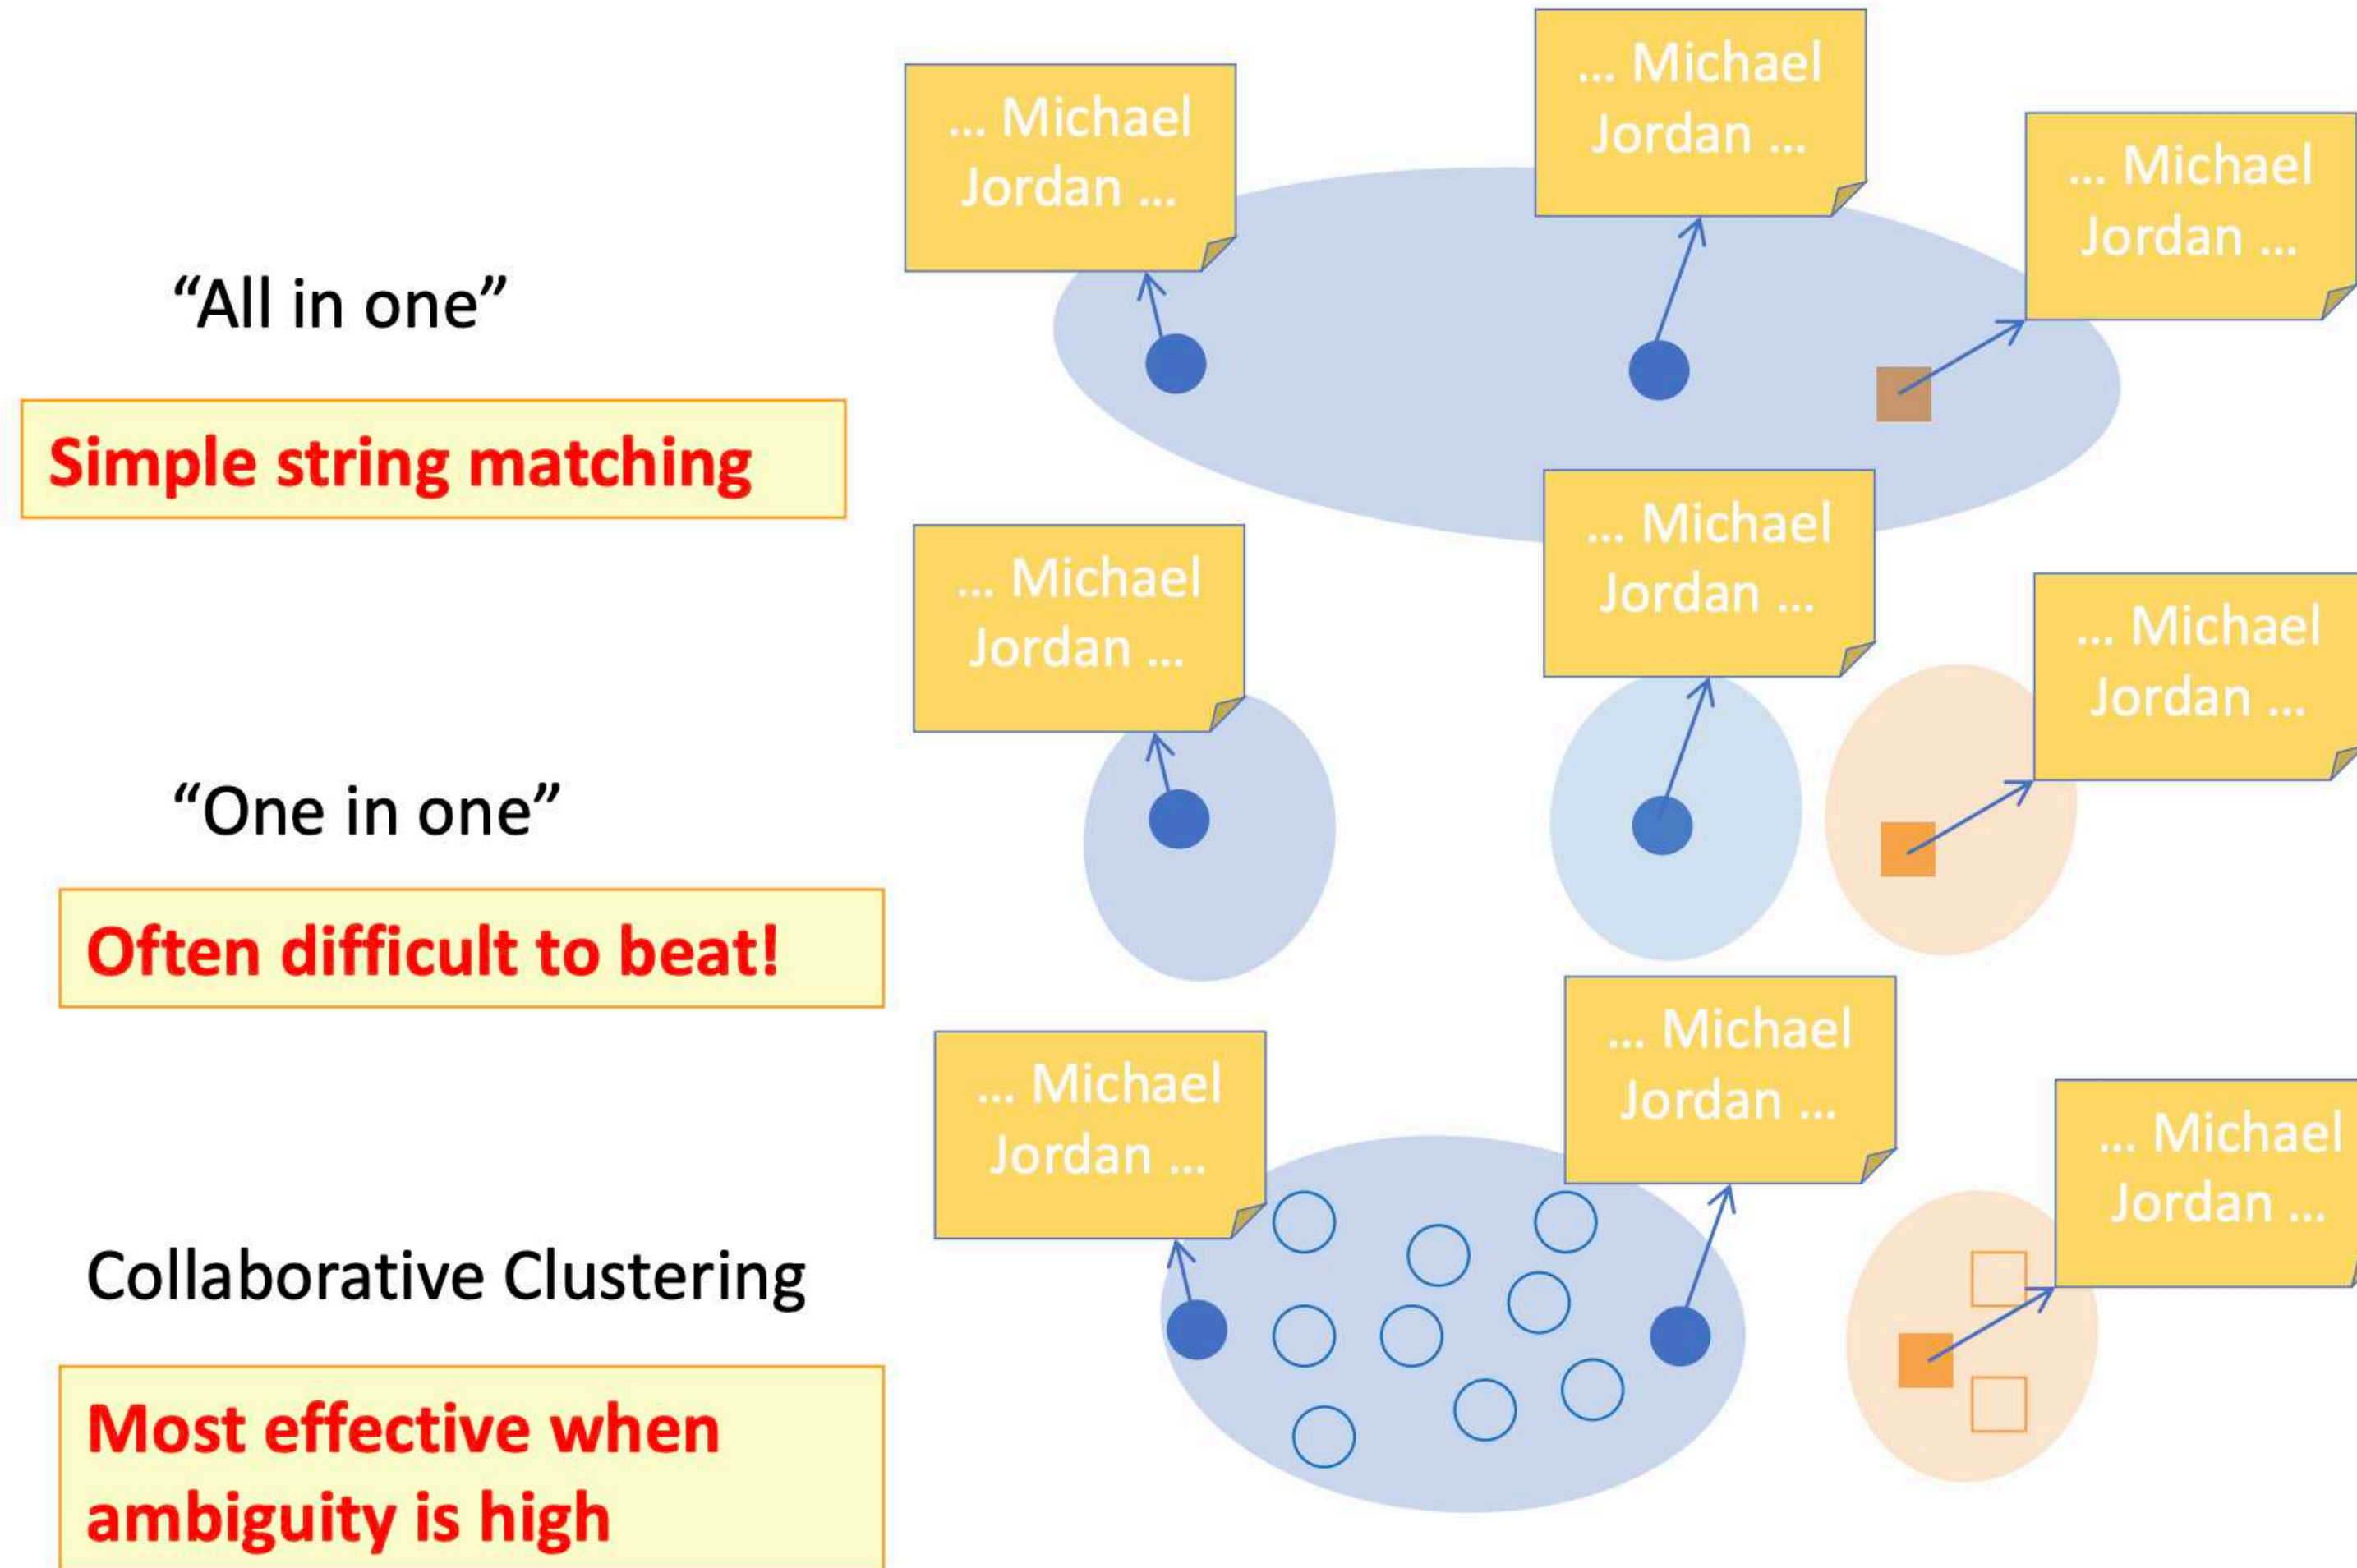 “All in one”
Simple string matching
... Michael
Jordan ...
... Michael
Jordan ...
... Michael
Jordan ...
“One in one”
Often difficult to beat!
... Michael
Jordan ...
... Michael
Jordan ...
... Michael
Jordan ...
Collaborative Clustering
Most effective when
ambiguity is high
... Michael
Jordan ...
... Michael
Jordan ...
... Michael
Jordan ...